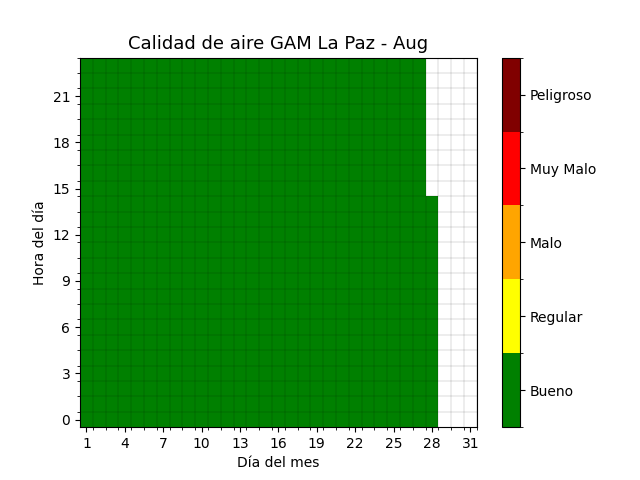 Calidad de aire GAM La Paz - Aug
Hora del día
21
18
15
12
9
6
3
0
1 4 7 10 13 16 19 22 25 28 31
Día del mes
Peligroso
Muy Malo
Malo
Regular
Bueno